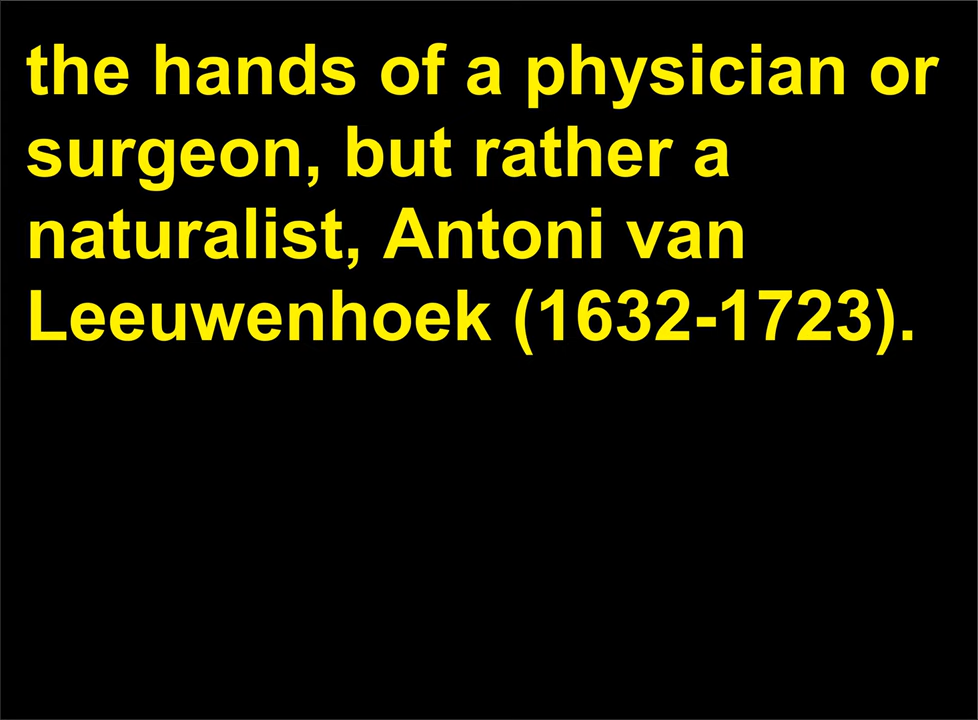 the hands of a physician or
surgeon, but rather a
naturalist, Antoni van
Leeuwenhoek (1632-1723).